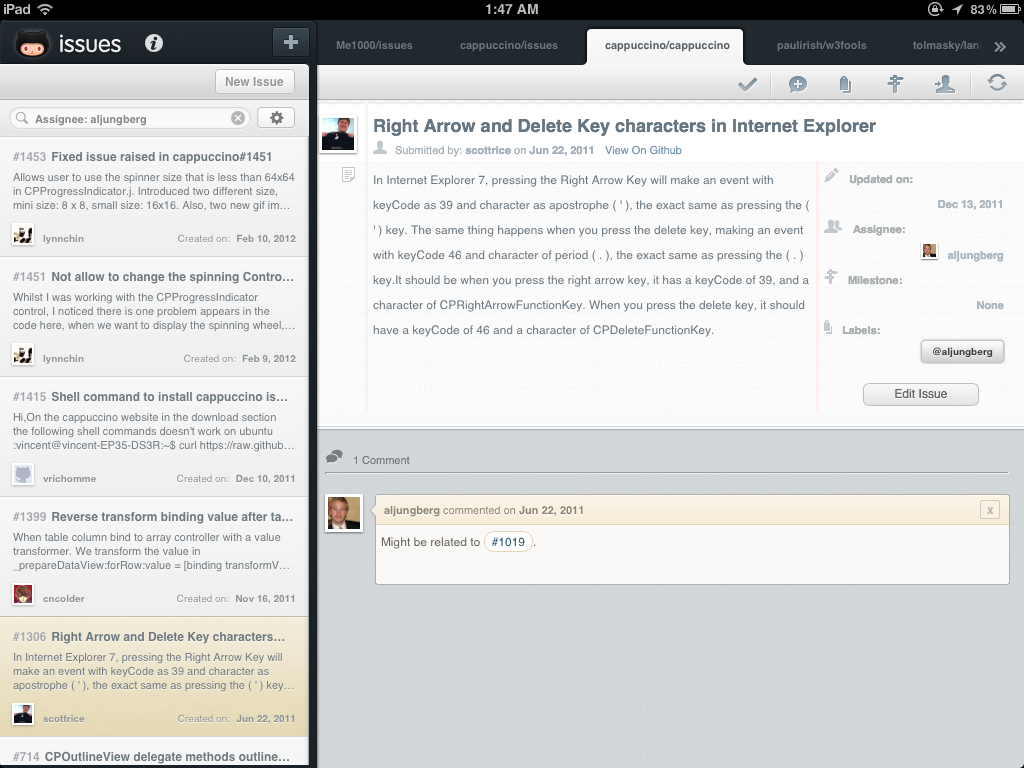 iPad
1:47 AM
83%
issues
Me1000/issues
cappuccino/issues
cappuccino/cappuccino
paulirish/w3fools
tolmasky/lan
New Issue
Assignee: aljungberg
#1453 Fixed issue raised in cappuccino#1451
Allows user to use the spinner size that is less than 64x64
in CPProgressIndicator.j. Introduced two different size,
mini size: 8 x 8, small size: 16x16. Also, two new gif im…
lynnchin
Created on: Feb 10, 2012
#1451 Not allow to change the spinning Contro…
Whilst I was working with the CPProgressIndicator
control, I noticed there is one problem appears in the
code here, when we want to display the spinning wheel,…
lynnchin
Created on: Feb 9, 2012
#1415 Shell command to install cappuccino is…
Hi,On the cappuccino website in the download section
the following shell commands doesn't work on ubuntu
:vincent@vincent-EP35-DS3R:~$ curl https://raw.github…
vrichomme
Created on: Dec 10, 2011
#1399 Reverse transform binding value after ta…
When table column bind to array controller with a value
transformer. We transform the value in
_prepareDataView:forRow:value = [binding transformV…
cncolder
Created on: Nov 16, 2011
#1306 Right Arrow and Delete Key characters…
In Internet Explorer 7, pressing the Right Arrow Key will
make an event with keyCode as 39 and character as
apostrophe ( ' ), the exact same as pressing the ( ' ) key…
scottrice
Created on: Jun 22, 2011
#714 CPOutlineView delegate methods outline…
Right Arrow and Delete Key characters in Internet Explorer
Submitted by: scottrice on Jun 22, 2011 View On Github
In Internet Explorer 7, pressing the Right Arrow Key will make an event with
keyCode as 39 and character as apostrophe ( ' ), the exact same as pressing the (
' ) key. The same thing happens when you press the delete key, making an event
with keyCode 46 and character of period ( . ), the exact same as pressing the ( . )
key.It should be when you press the right arrow key, it has a keyCode of 39, and a
character of CPRightArrowFunctionKey. When you press the delete key, it should
have a keyCode of 46 and a character of CPDeleteFunctionKey.
Updated on:
Dec 13, 2011
Assignee:
aljungberg
Milestone:
None
Labels:
@aljungberg
Edit Issue
1 Comment
aljungberg commented on Jun 22, 2011
x
Might be related to #1019 .